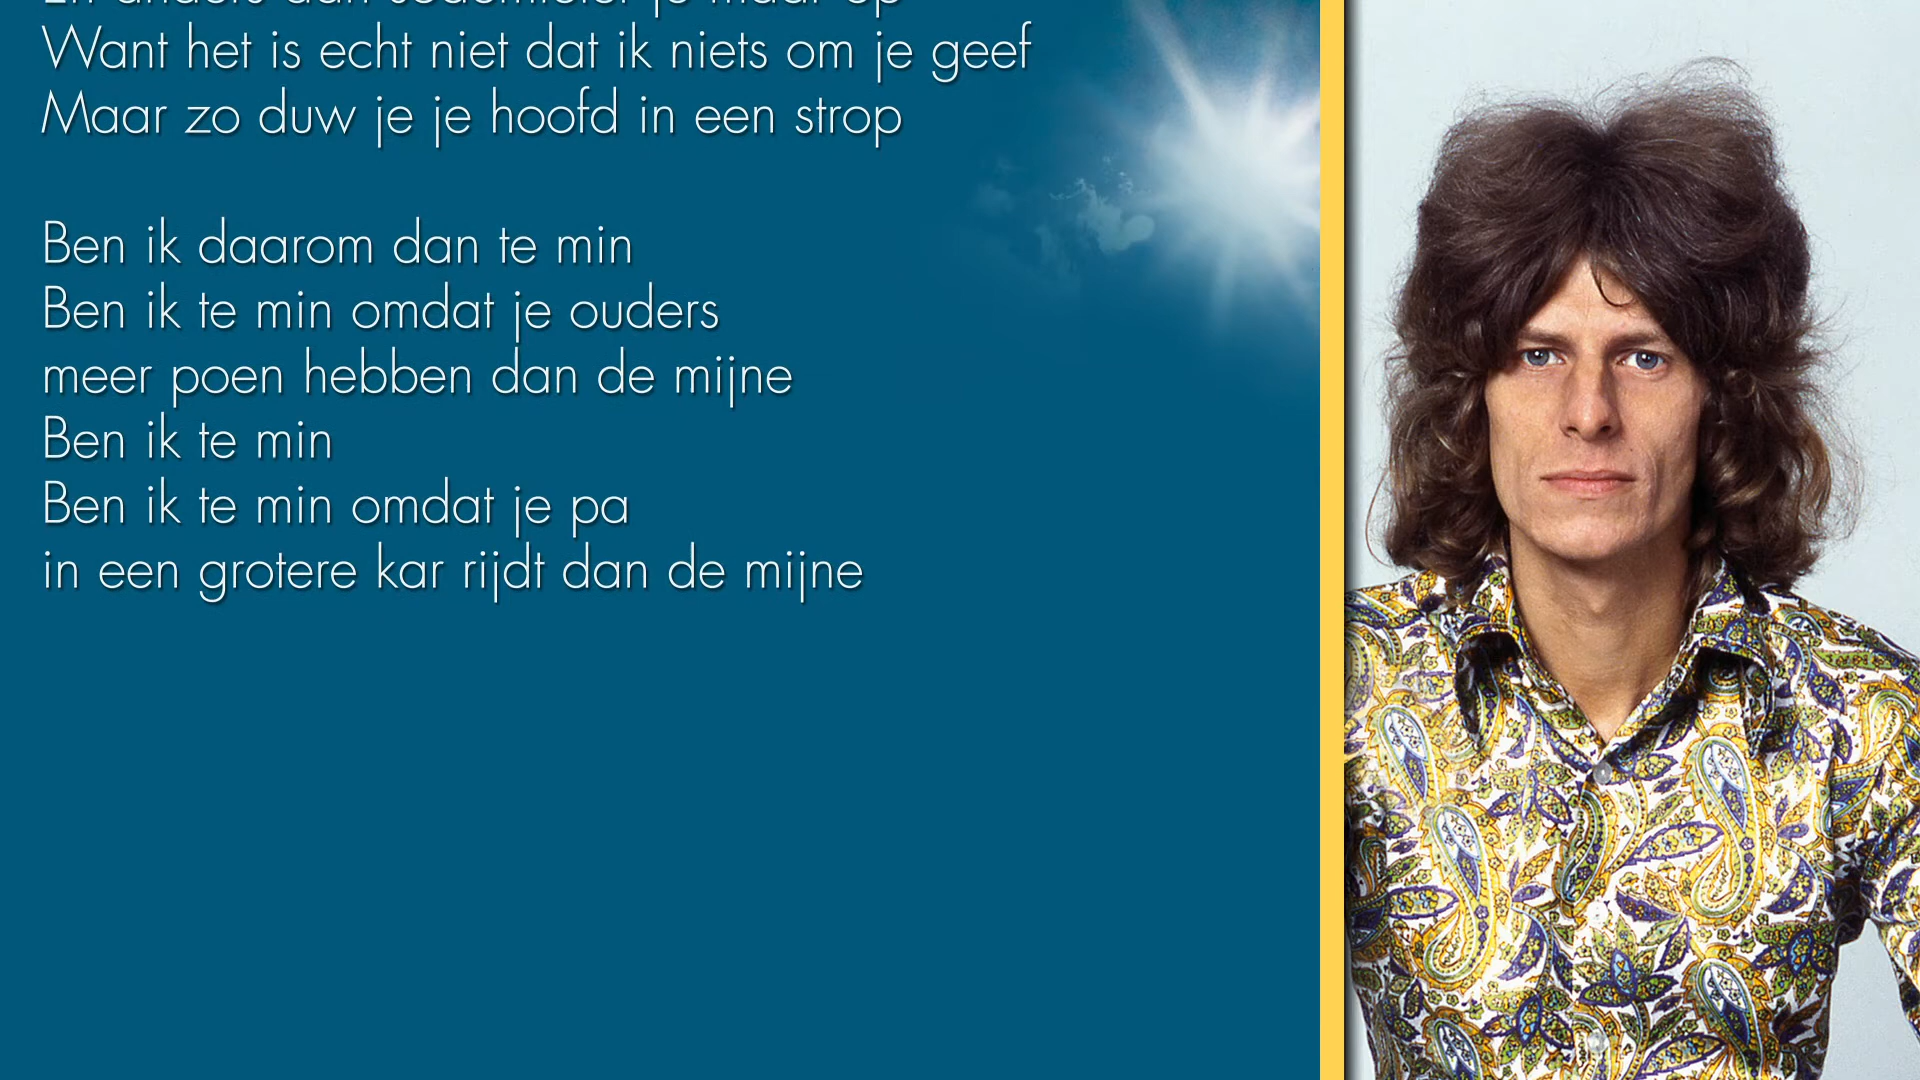 Want het is echt niet dat ik niets om je geef
Maar zo duw je je hoofd in een strop
Ben ik daarom dan te min
Ben ik te min omdat je ouders
meer poen hebben dan de mijne
Ben ik te min
Ben ik te min omdat je pa
in een grotere kar rijdt dan de mijne